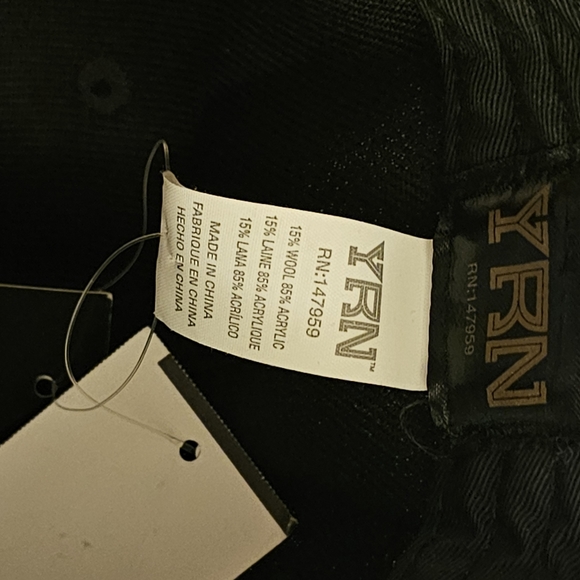 YRN™
RN:147959
15% WOOL 85% ACRYLIC
15% LAINE 85% ACRYLIQUE
15% LANA 85% ACRÍLICO
MADE IN CHINA
FABRIQUE EN CHINA
HECHO EN CHINA
YRN
RN:147959